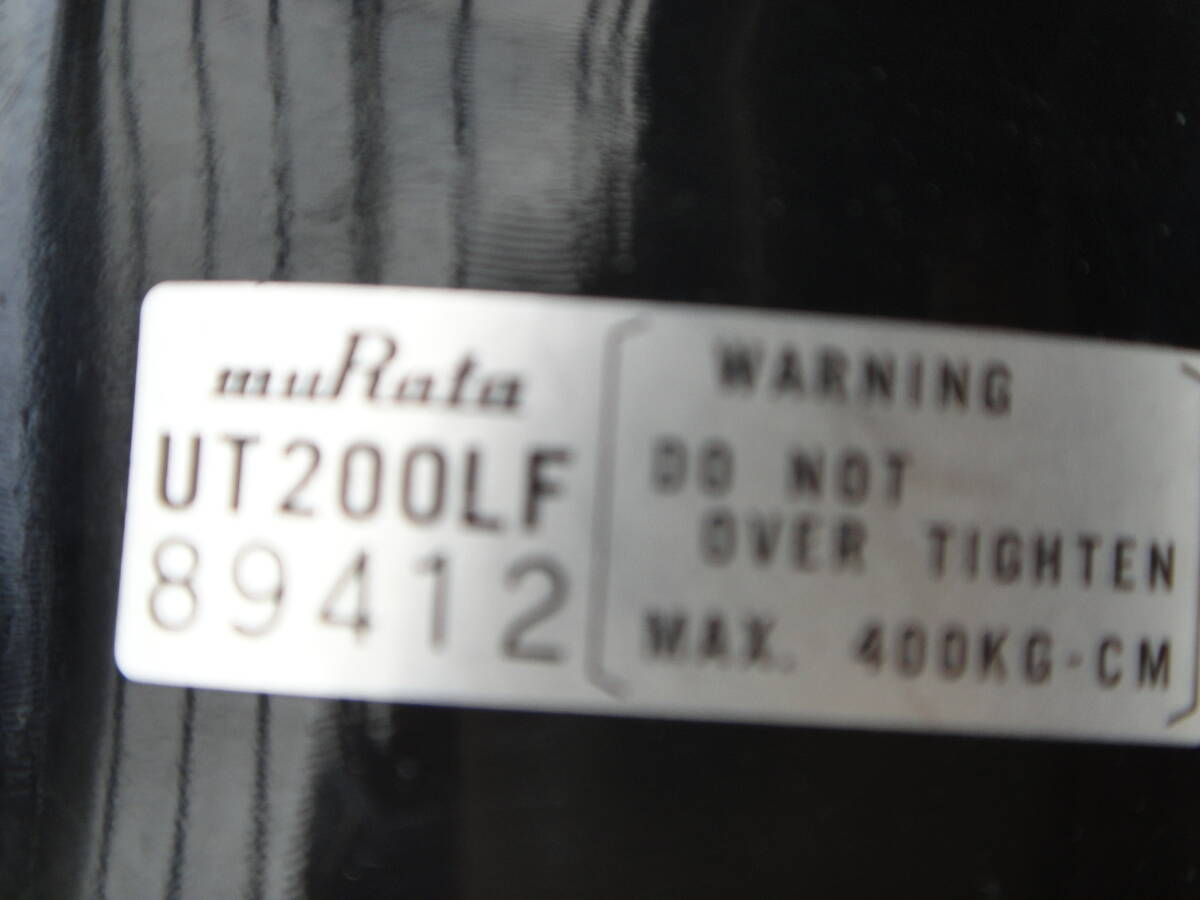 muRata
UT200LF
89412
WARNING
DO NOT
OVER TIGHTEN
MAX. 400KG-CM